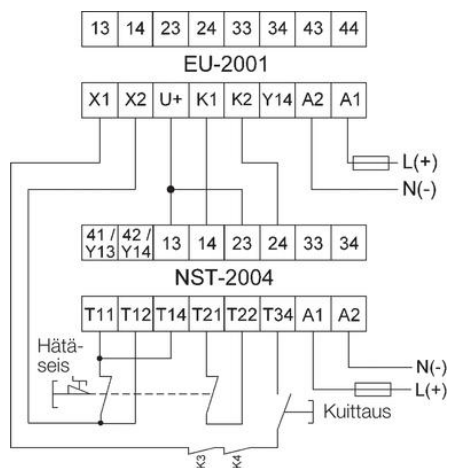 13 14 23 24 33 34 43 44
EU-2001
X1 X2 U+ K1 K2 Y14 A2 A1
L(+)
N(-)
41 / Y13 42 / Y14 13 14 23 24 33 34
NST-2004
T11 T12 T14 T21 T22 T34 A1 A2
Hätä-
seis
N(-)
L(+)
Kuittaus
K3 K4